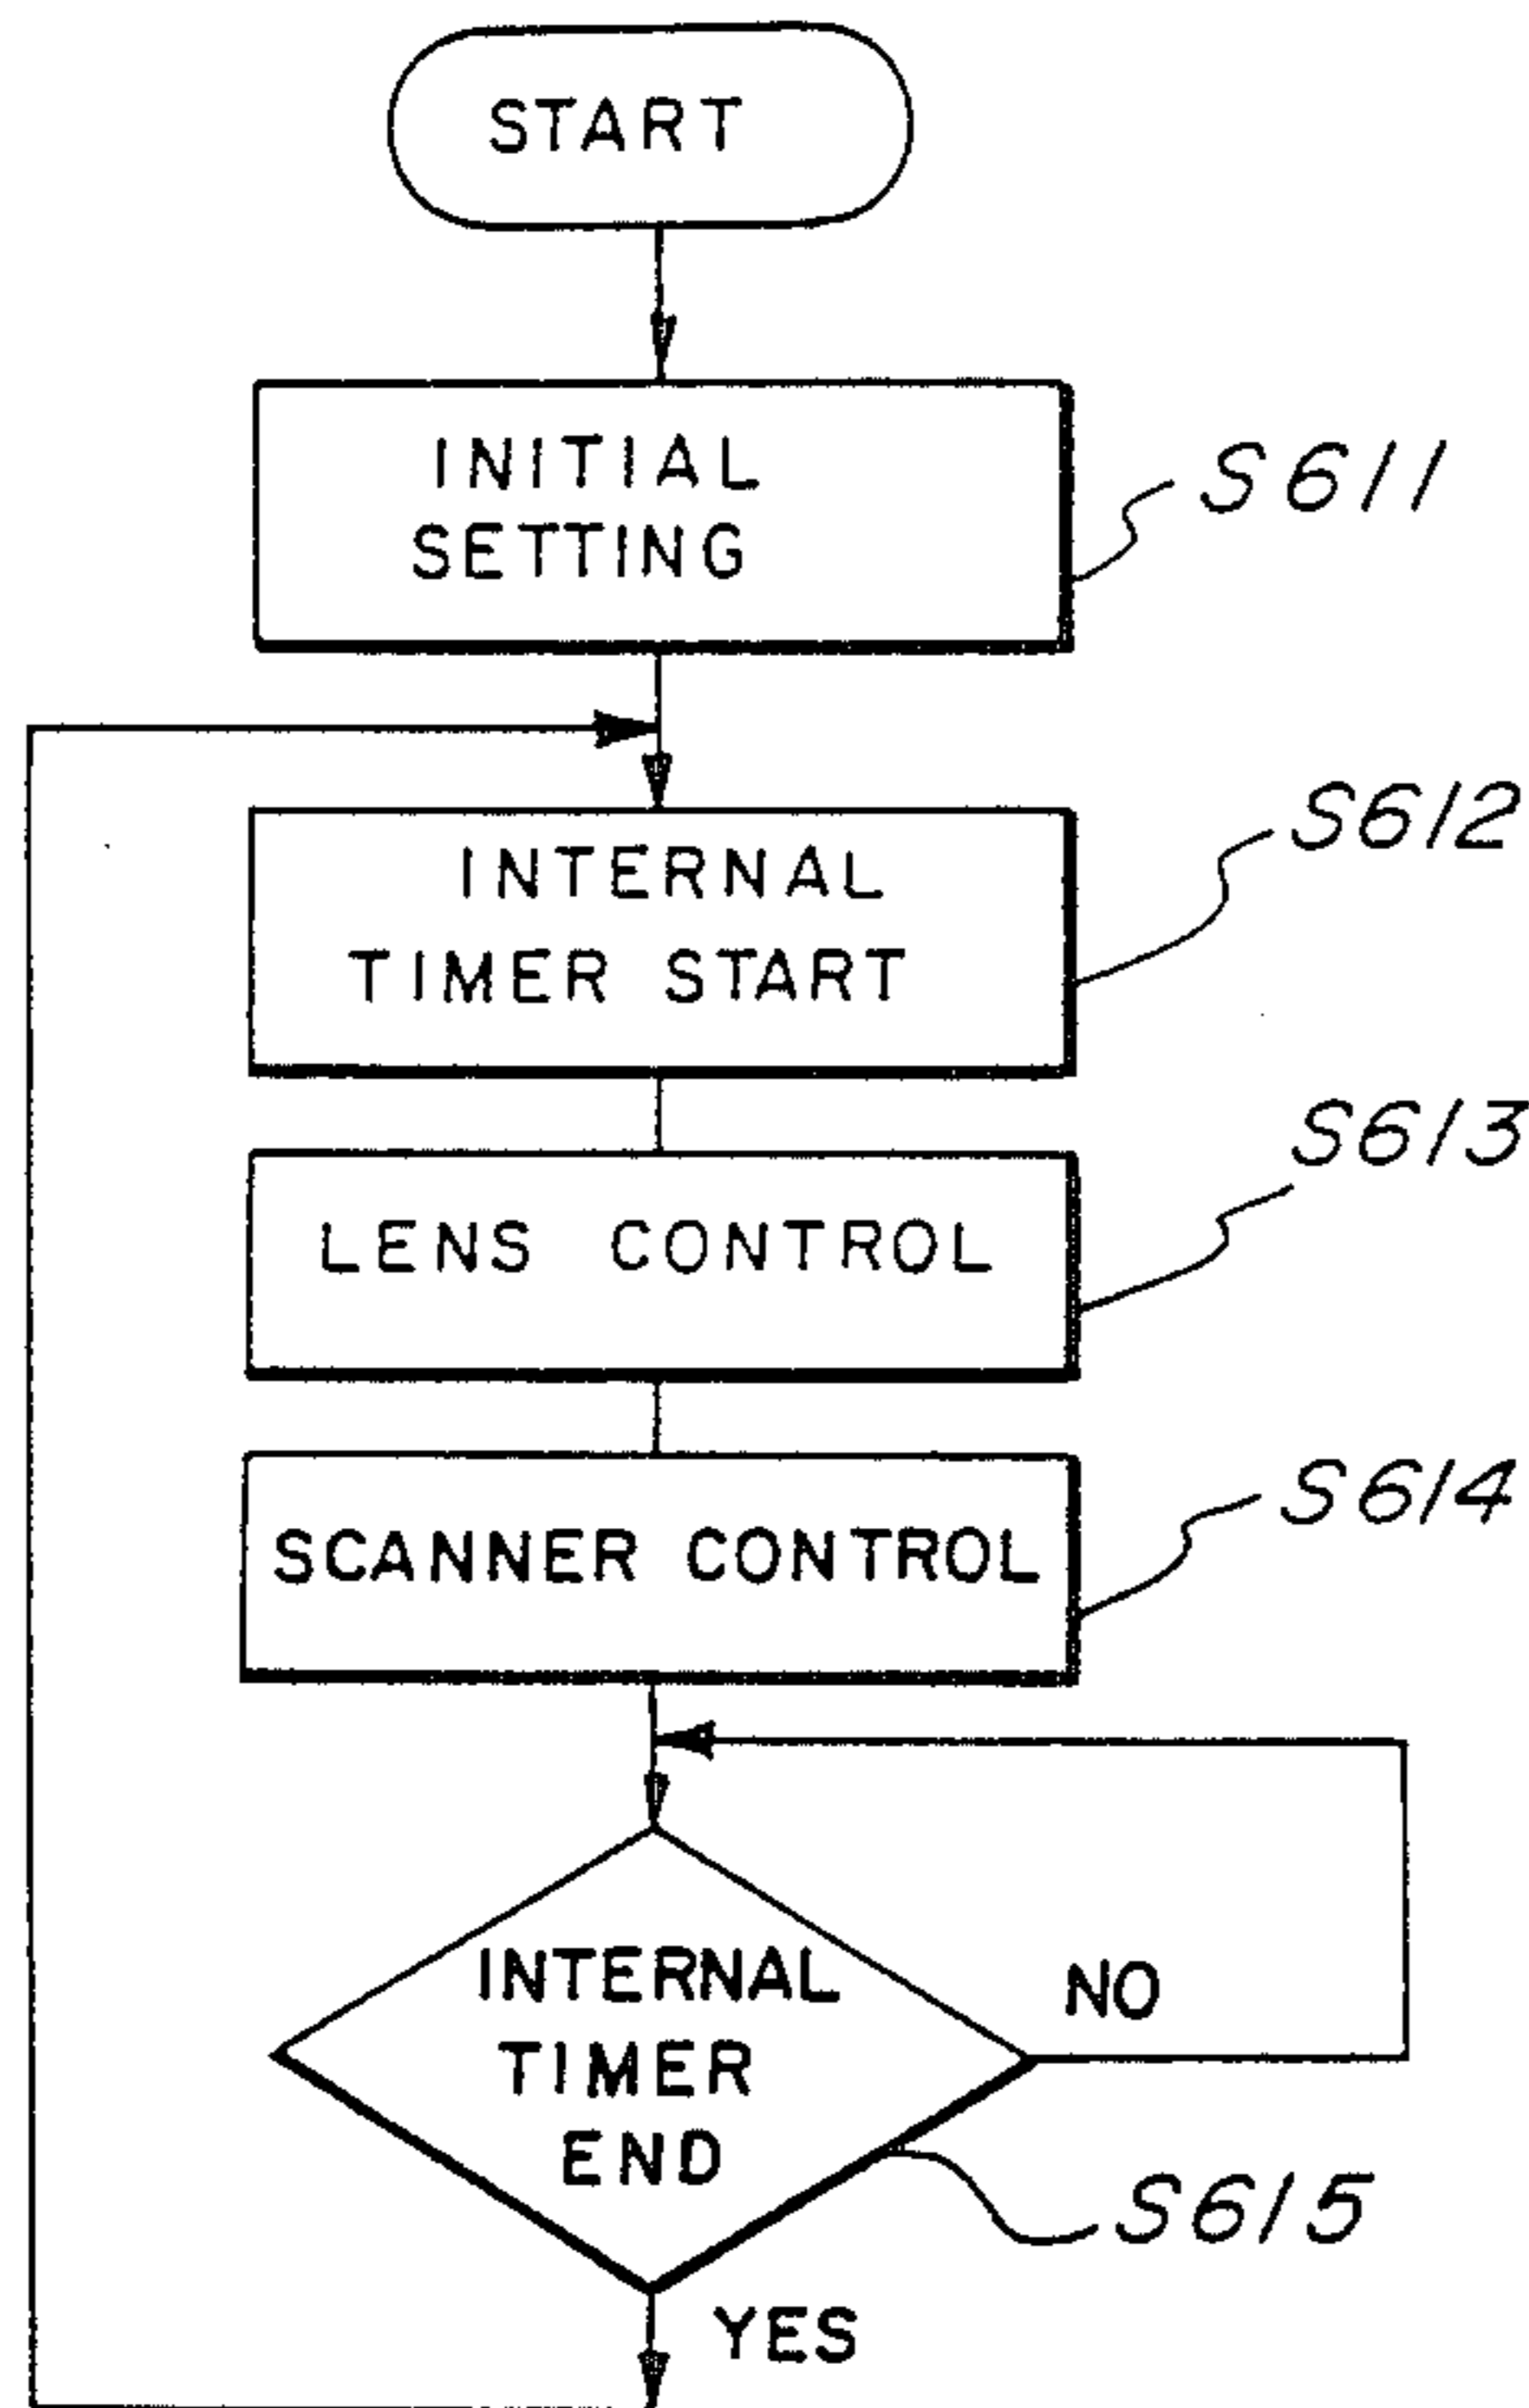 START
INITIAL
SETTING
S611
INTERNAL
TIMER START
S612
LENS CONTROL
S613
SCANNER CONTROL
S614
INTERNAL
TIMER
END
NO
S615
YES